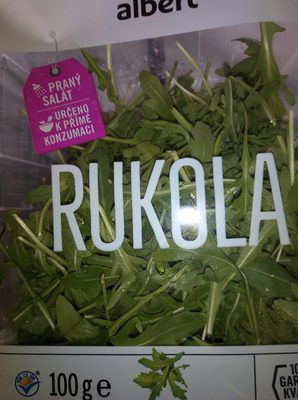 albert
PRANÝ
SALÁT
URČENO
K PŘÍMÉ
KONZUMACI
RUKOLA
100 g e